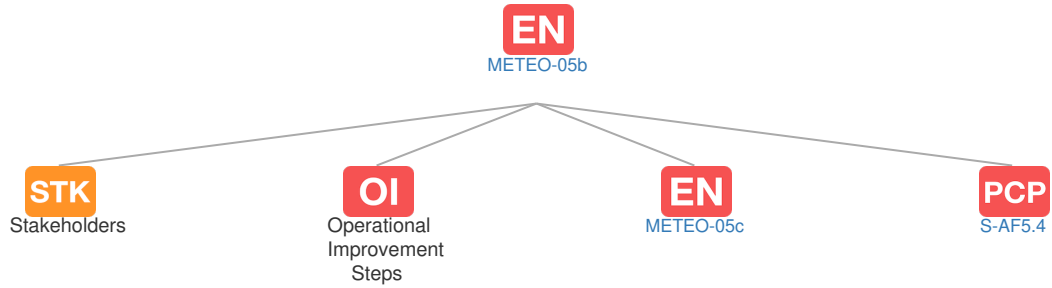 EN
METEO-05b
STK
Stakeholders
OI
Operational
Improvement
Steps
EN
METEO-05c
PCP
S-AF5.4